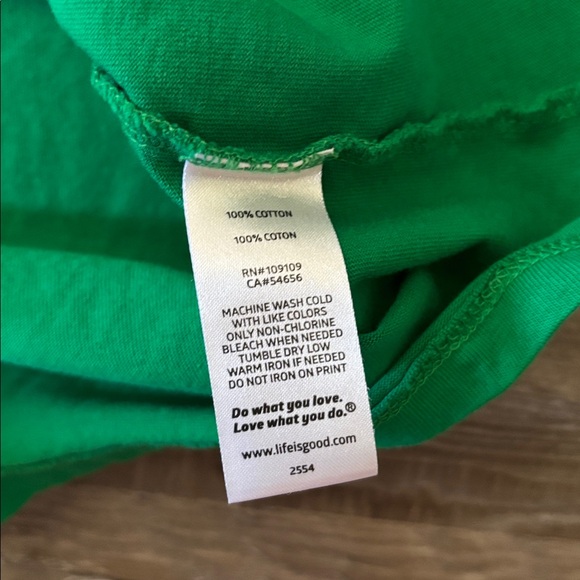 100% COTTON
100% COTON
RN#109109
CA#54656
MACHINE WASH COLD
WITH LIKE COLORS
ONLY NON-CHLORINE
BLEACH WHEN NEEDED
TUMBLE DRY LOW
WARM IRON IF NEEDED
DO NOT IRON ON PRINT
Do what you love.
Love what you do.®
www.lifeisgood.com
2554